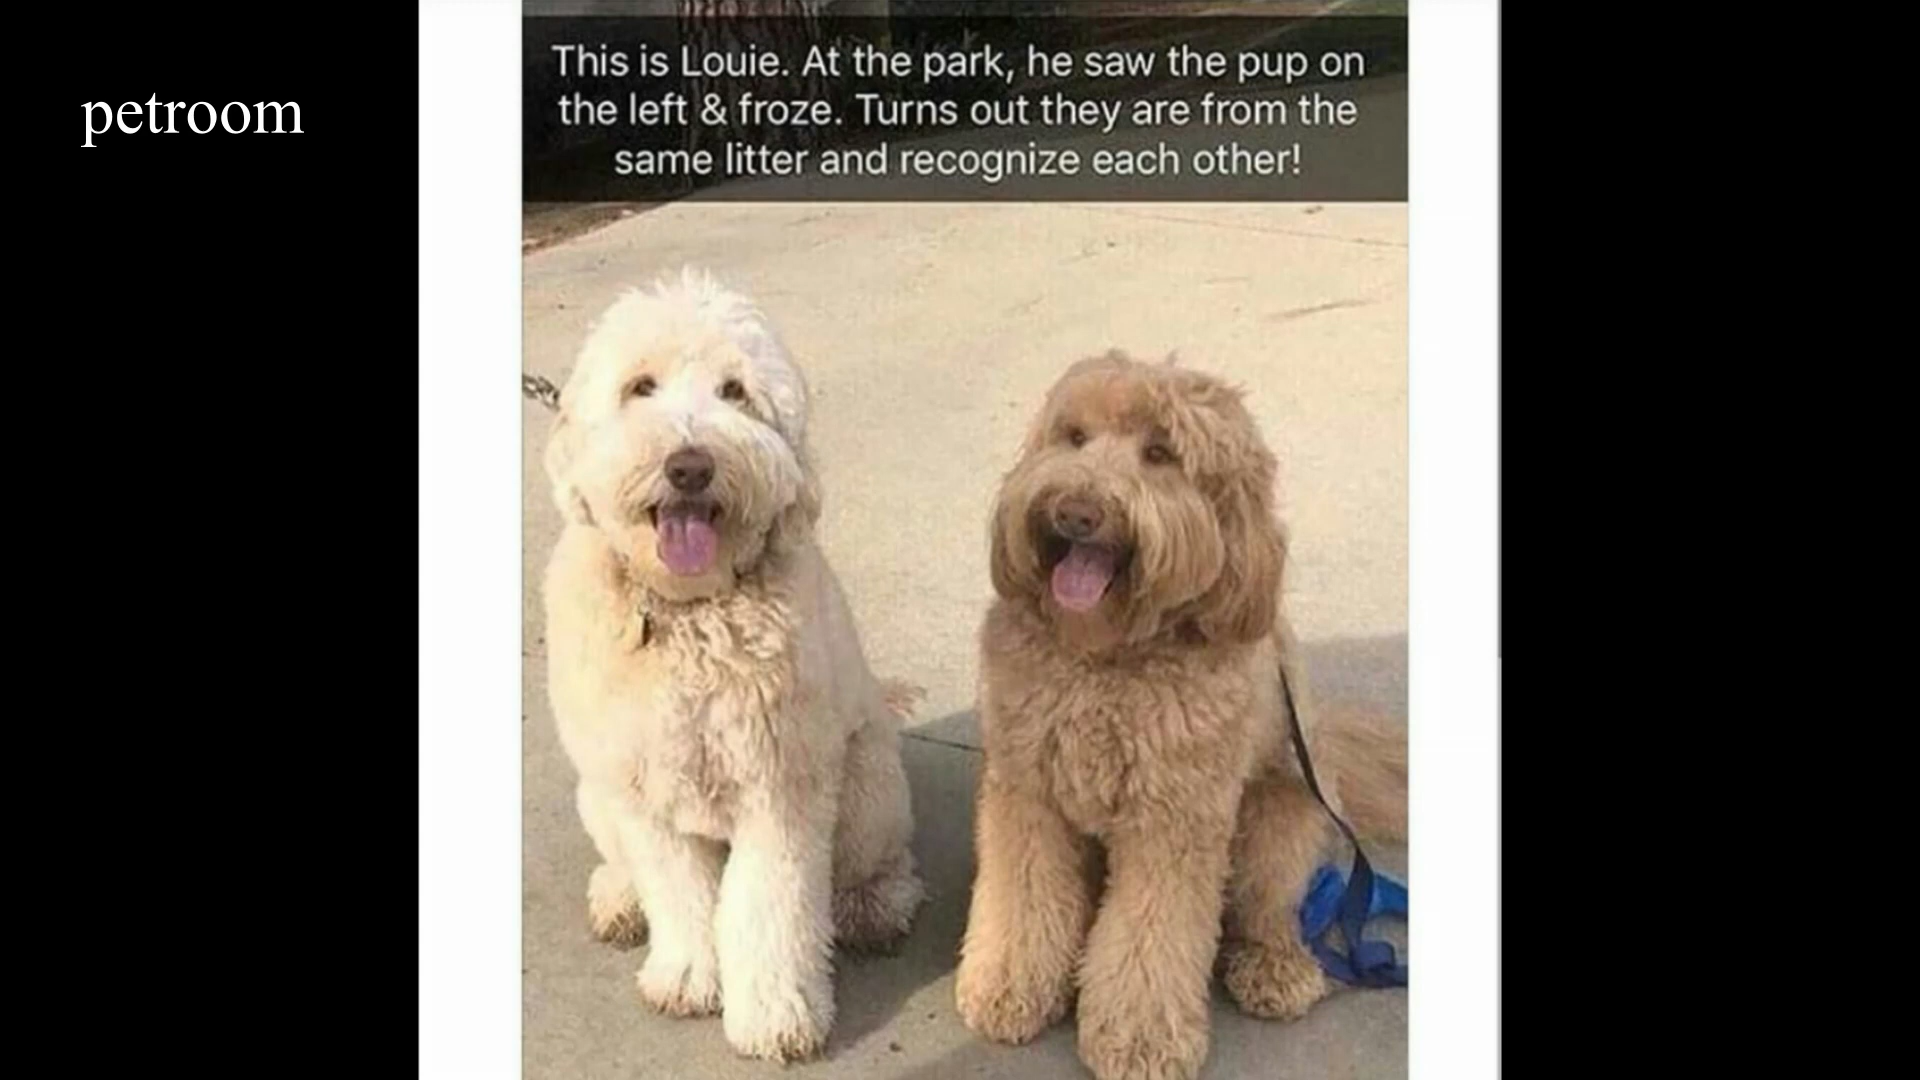 petroom
This is Louie. At the park, he saw the pup on
the left & froze. Turns out they are from the
same litter and recognize each other!